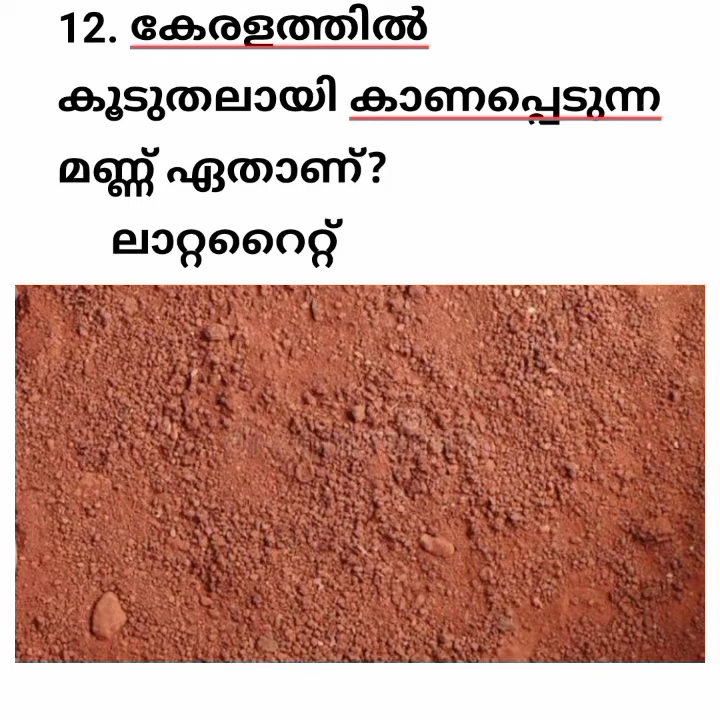 12. കേരളത്തിൽ
കൂടുതലായി കാണപ്പെടുന്ന
മണ്ണ് ഏതാണ്?
ലാറ്ററൈറ്റ്